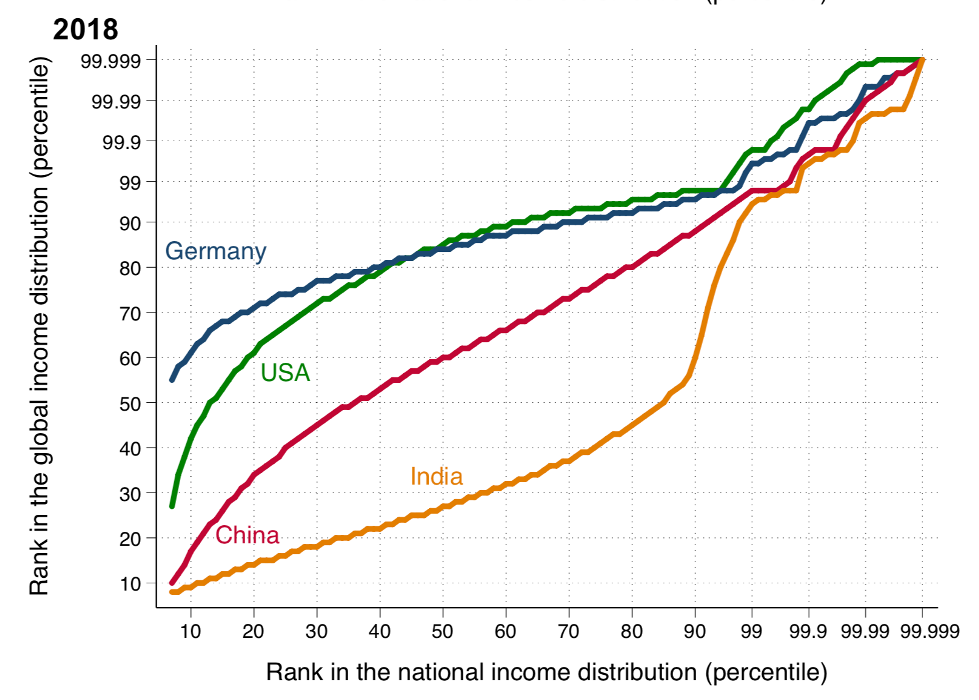 2018
99.999
99.99
99.9
99
90
80
70
60
50
40
30
20
10
Rank in the global income distribution (percentile)
Germany
USA
India
China
10 20 30 40 50 60 70 80 90 99 99.9 99.99 99.999
Rank in the national income distribution (percentile)